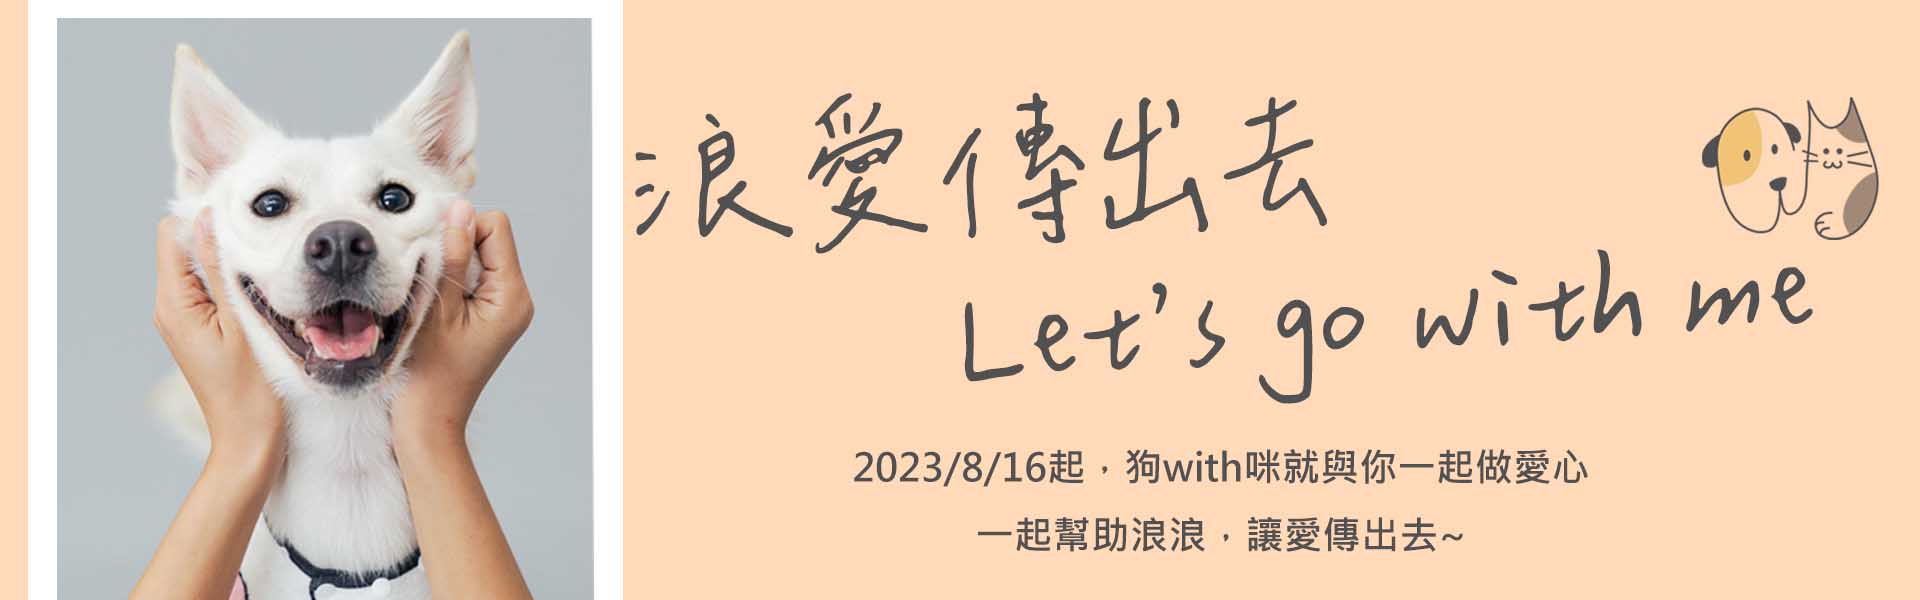 浪愛傳出去
Let's go with me
2023/8/16起，狗with咪就與你一起做愛心
一起幫助浪浪，讓愛傳出去~